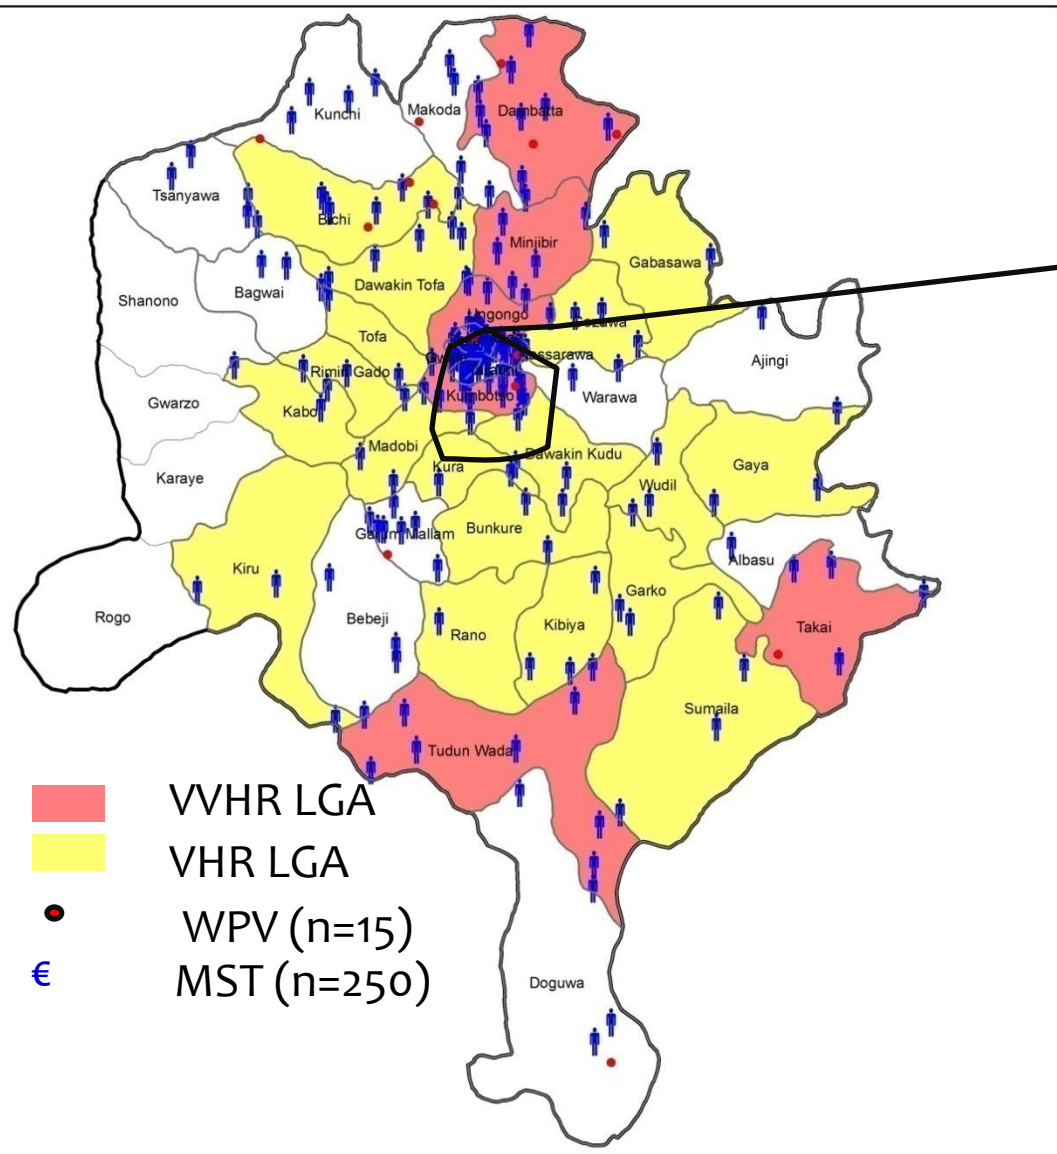 Kunchi
Makoda
Dambatta
Tsanyawa
Bichi
Minjibir
Gabasawa
Shanono
Bagwai
Dawakin Tofa
Ungongo
Tofa
Ajingi
Rimin Gado
Warawa
Gwarzo
Kabo
Kumbotso
Madobi
Dawakin Kudu
Kura
Gaya
Karaye
Wudil
Bunkure
Garun Mallam
Albasu
Kiru
Garko
Rogo
Bebeji
Rano
Kibiya
Takai
Sumaila
Tudun Wada
VVHR LGA
VHR LGA
WPV (n=15)
€ MST (n=250)
Doguwa